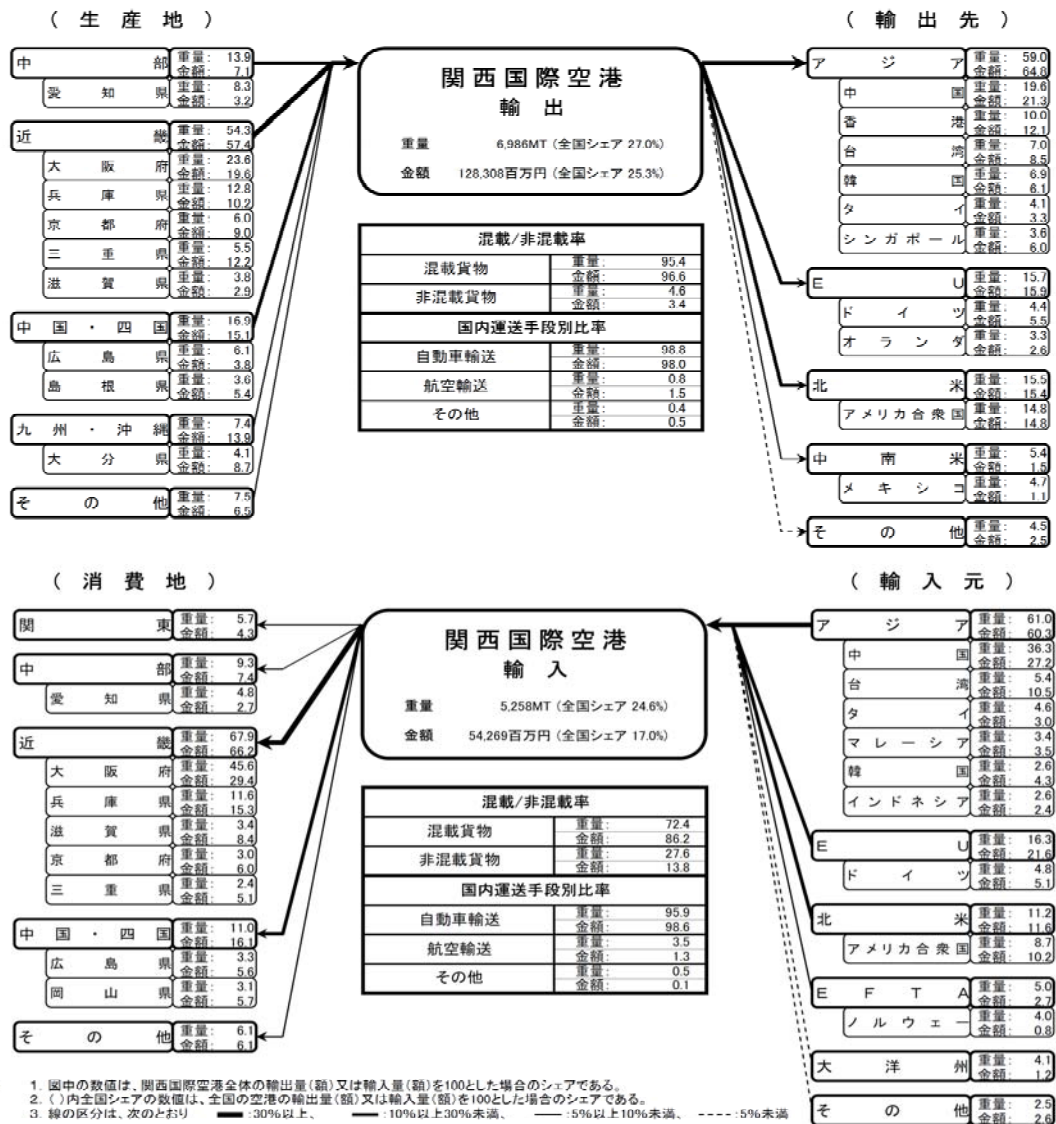 ( 生 産 地 )
中 部 重量: 13.9
金額: 7.1
愛 知 県 重量: 8.3
金額: 3.2
近 畿 重量: 54.3
金額: 57.4
大 阪 府 重量: 23.6
金額: 19.6
兵 庫 県 重量: 12.8
金額: 10.2
京 都 府 重量: 6.0
金額: 9.0
三 重 県 重量: 5.5
金額: 12.2
滋 賀 県 重量: 3.8
金額: 2.9
中 国 ・ 四 国 重量: 16.9
金額: 15.1
広 島 県 重量: 6.1
金額: 3.8
島 根 県 重量: 3.6
金額: 5.4
九 州 ・ 沖 縄 重量: 7.4
金額: 13.9
大 分 県 重量: 4.1
金額: 8.7
そ の 他 重量: 7.5
金額: 6.5
関西国際空港
輸 出
重量 6,986MT (全国シェア 27.0%)
金額 128,308百万円 (全国シェア 25.3%)
混載/非混載率
混載貨物 重量: 95.4
金額: 96.6
非混載貨物 重量: 4.6
金額: 3.4
国内運送手段別比率
自動車輸送 重量: 98.8
金額: 98.0
航空輸送 重量: 0.8
金額: 1.5
その他 重量: 0.4
金額: 0.5
( 輸 出 先 )
ア ジ ア 重量: 59.0
金額: 64.8
中 国 重量: 19.6
金額: 21.3
香 港 重量: 10.0
金額: 12.1
台 湾 重量: 7.0
金額: 8.5
韓 国 重量: 6.9
金額: 6.1
タ イ 重量: 4.1
金額: 3.3
シンガポール 重量: 3.6
金額: 6.0
E U 重量: 15.7
金額: 15.9
ド イ ツ 重量: 4.4
金額: 5.5
オ ラ ン ダ 重量: 3.3
金額: 2.6
北 米 重量: 15.5
金額: 15.4
アメリカ合衆国 重量: 14.8
金額: 14.8
中 南 米 重量: 5.4
金額: 1.5
メ キ シ コ 重量: 4.7
金額: 1.1
そ の 他 重量: 4.5
金額: 2.5
( 消 費 地 )
関 東 重量: 5.7
金額: 4.3
中 部 重量: 9.3
金額: 7.4
愛 知 県 重量: 4.8
金額: 2.7
近 畿 重量: 67.9
金額: 66.2
大 阪 府 重量: 45.6
金額: 29.4
兵 庫 県 重量: 11.6
金額: 15.3
滋 賀 県 重量: 3.4
金額: 8.4
京 都 府 重量: 3.0
金額: 6.0
三 重 県 重量: 2.4
金額: 5.1
中 国 ・ 四 国 重量: 11.0
金額: 16.1
広 島 県 重量: 3.3
金額: 5.6
岡 山 県 重量: 3.1
金額: 5.7
そ の 他 重量: 6.1
金額: 6.1
関西国際空港
輸 入
重量 5,258MT (全国シェア 24.6%)
金額 54,269百万円 (全国シェア 17.0%)
混載/非混載率
混載貨物 重量: 72.4
金額: 86.2
非混載貨物 重量: 27.6
金額: 13.8
国内運送手段別比率
自動車輸送 重量: 95.9
金額: 98.6
航空輸送 重量: 3.5
金額: 1.3
その他 重量: 0.5
金額: 0.1
( 輸 入 元 )
ア ジ ア 重量: 61.0
金額: 60.3
中 国 重量: 36.3
金額: 27.2
台 湾 重量: 5.4
金額: 10.5
タ イ 重量: 4.6
金額: 3.0
マレーシア 重量: 3.4
金額: 3.5
韓 国 重量: 2.6
金額: 4.3
インドネシア 重量: 2.6
金額: 2.4
E U 重量: 16.3
金額: 21.6
ド イ ツ 重量: 4.8
金額: 5.1
北 米 重量: 11.2
金額: 11.6
アメリカ合衆国 重量: 8.7
金額: 10.2
E F T A 重量: 5.0
金額: 2.7
ノルウェー 重量: 4.0
金額: 0.8
大 洋 州 重量: 4.1
金額: 1.2
そ の 他 重量: 2.5
金額: 2.6
1. 図中の数値は、関西国際空港全体の輸出量(額)又は輸入量(額)を100とした場合のシェアである。
2. ( )内全国シェアの数値は、全国の空港の輸出量(額)又は輸入量(額)を100とした場合のシェアである。
3. 線の区分は、次のとおり :30%以上、 :10%以上30%未満、 :5%以上10%未満、 :5%未満